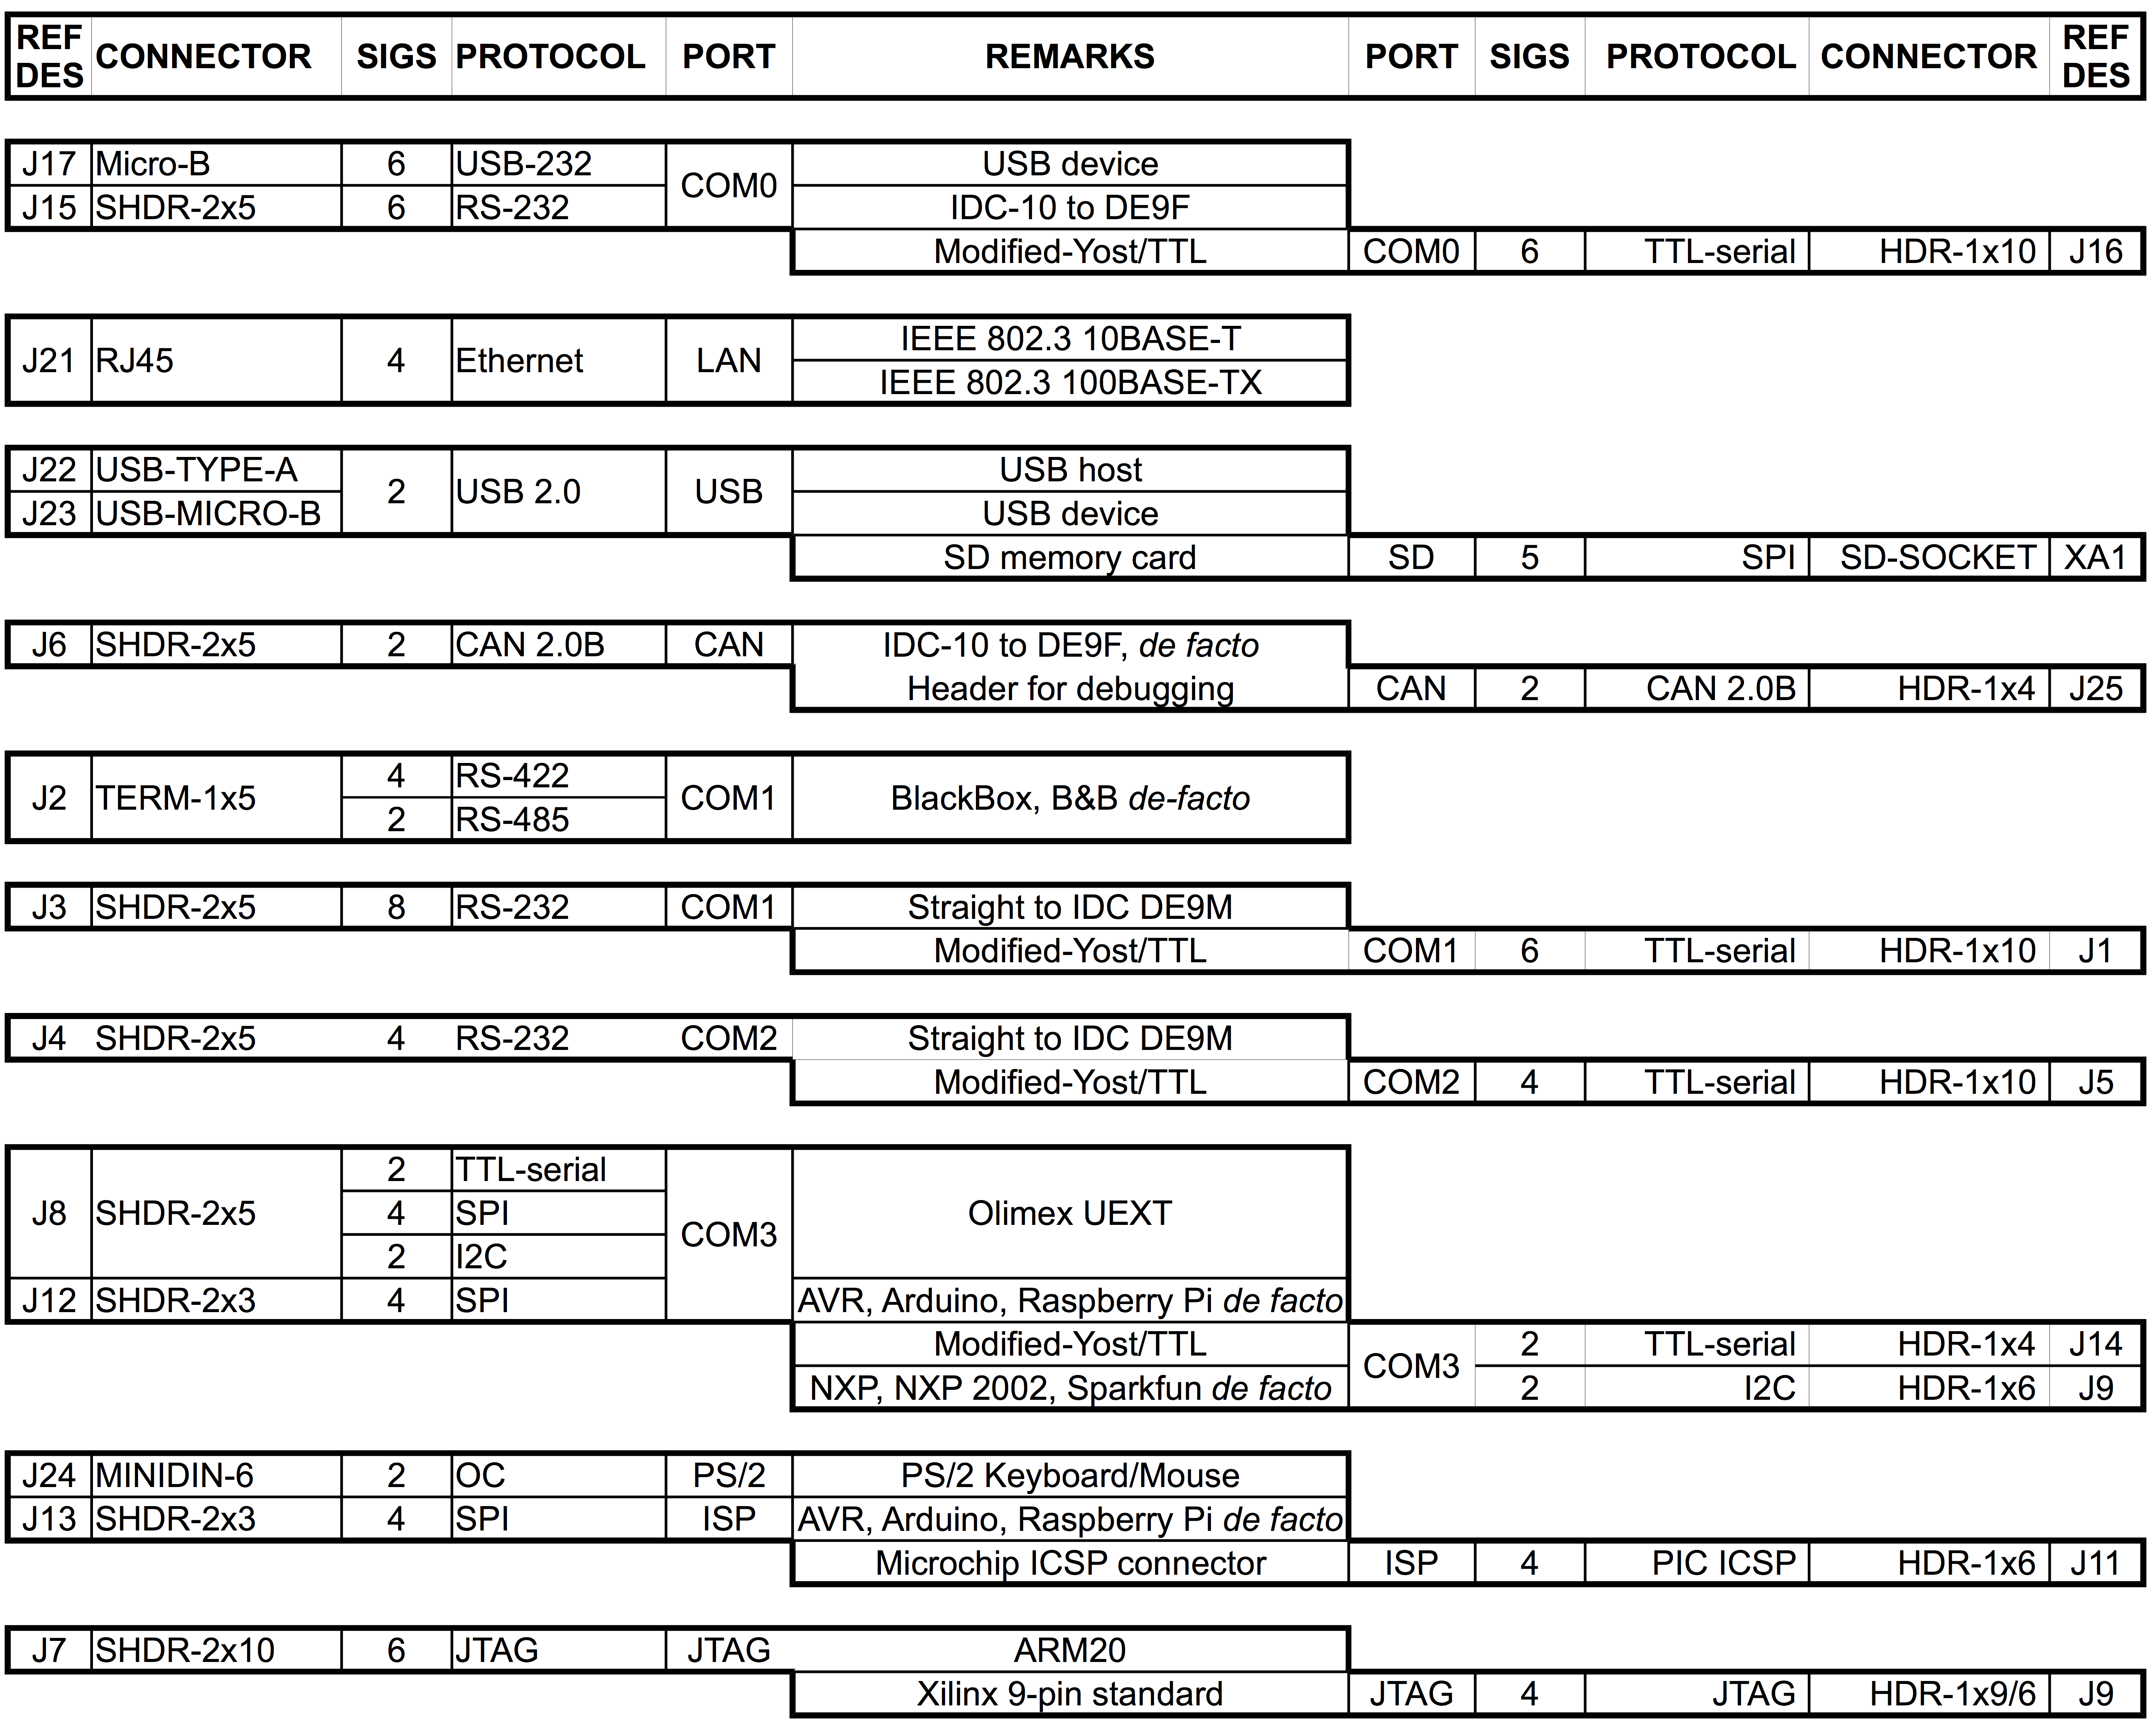 REF DES CONNECTOR SIGS PROTOCOL PORT REMARKS PORT SIGS PROTOCOL CONNECTOR REF DES
J17 Micro-B 6 USB-232 COM0 USB device
J15 SHDR-2x5 6 RS-232 IDC-10 to DE9F
Modified-Yost/TTL COM0 6 TTL-serial HDR-1x10 J16
J21 RJ45 4 Ethernet LAN IEEE 802.3 10BASE-T
IEEE 802.3 100BASE-TX
J22 USB-TYPE-A 2 USB 2.0 USB USB host
J23 USB-MICRO-B USB device
SD memory card SD 5 SPI SD-SOCKET XA1
J6 SHDR-2x5 2 CAN 2.0B CAN IDC-10 to DE9F, de facto
Header for debugging CAN 2 CAN 2.0B HDR-1x4 J25
J2 TERM-1x5 4 RS-422 COM1 BlackBox, B&B de-facto
2 RS-485
J3 SHDR-2x5 8 RS-232 COM1 Straight to IDC DE9M
Modified-Yost/TTL COM1 6 TTL-serial HDR-1x10 J1
J4 SHDR-2x5 4 RS-232 COM2 Straight to IDC DE9M
Modified-Yost/TTL COM2 4 TTL-serial HDR-1x10 J5
2 TTL-serial
J8 SHDR-2x5 4 SPI COM3 Olimex UEXT
2 I2C
J12 SHDR-2x3 4 SPI AVR, Arduino, Raspberry Pi de facto
Modified-Yost/TTL COM3 2 TTL-serial HDR-1x4 J14
NXP, NXP 2002, Sparkfun de facto 2 I2C HDR-1x6 J9
J24 MINIDIN-6 2 OC PS/2 PS/2 Keyboard/Mouse
J13 SHDR-2x3 4 SPI ISP AVR, Arduino, Raspberry Pi de facto
Microchip ICSP connector ISP 4 PIC ICSP HDR-1x6 J11
J7 SHDR-2x10 6 JTAG JTAG ARM20
Xilinx 9-pin standard JTAG 4 JTAG HDR-1x9/6 J9